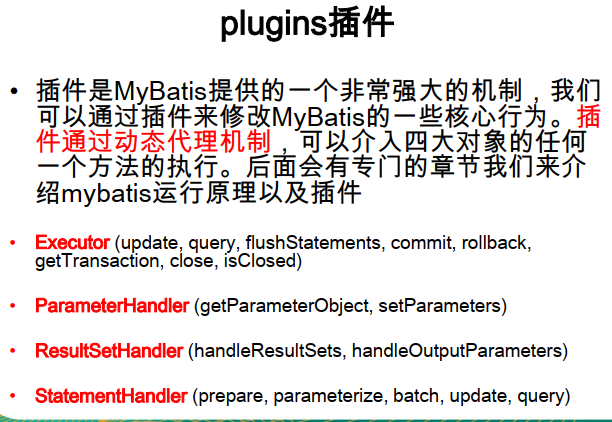 plugins插件
• 插件是MyBatis提供的一个非常强大的机制，我们
可以通过插件来修改MyBatis的一些核心行为。插
件通过动态代理机制，可以介入四大对象的任何
一个方法的执行。后面会有专门的章节我们来介
绍mybatis运行原理以及插件
• Executor (update, query, flushStatements, commit, rollback,
getTransaction, close, isClosed)
• ParameterHandler (getParameterObject, setParameters)
• ResultSetHandler (handleResultSets, handleOutputParameters)
• StatementHandler (prepare, parameterize, batch, update, query)